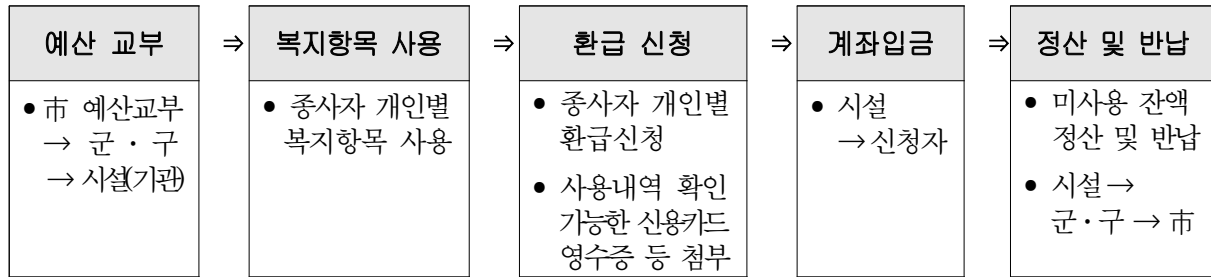 예산 교부 ⇒ 복지항목 사용 ⇒ 환급 신청 ⇒ 계좌입금 ⇒ 정산 및 반납
• 市 예산교부
→ 군 · 구
→ 시설(기관)
• 종사자 개인별
복지항목 사용
• 종사자 개인별
환급신청
• 사용내역 확인
가능한 신용카드
영수증 등 첨부
• 시설
→ 신청자
• 미사용 잔액
정산 및 반납
• 시설 →
군 · 구 → 市